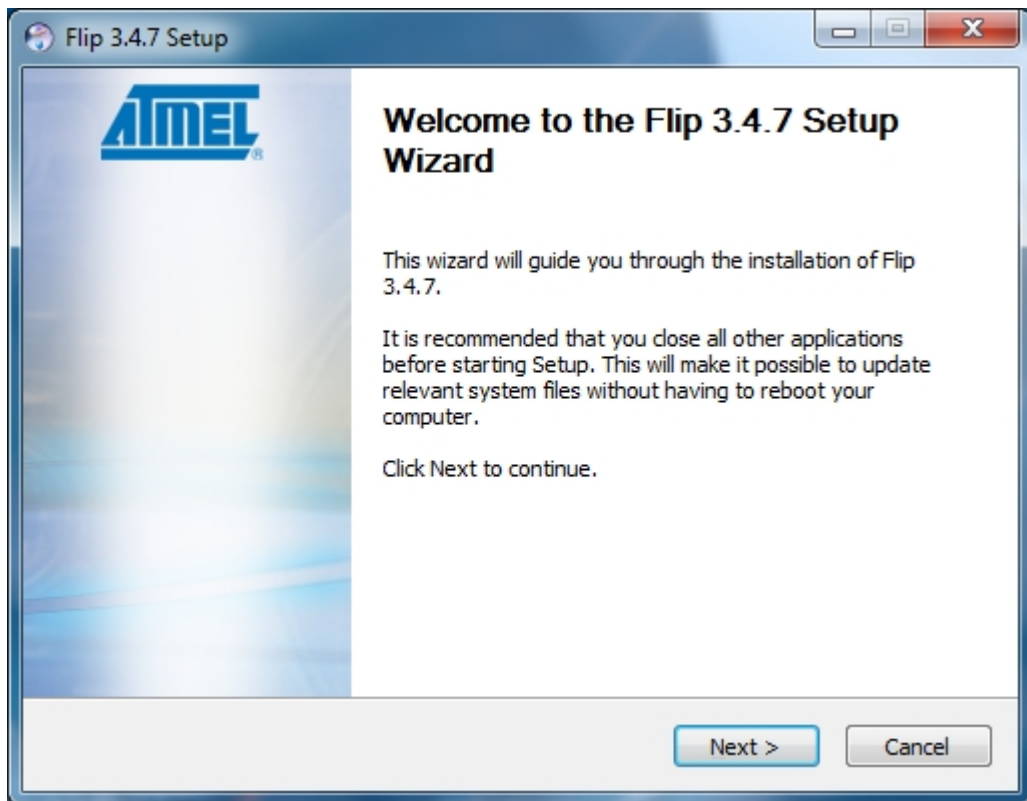 Flip 3.4.7 Setup
ATMEL
®
Welcome to the Flip 3.4.7 Setup
Wizard
This wizard will guide you through the installation of Flip
3.4.7.
It is recommended that you close all other applications
before starting Setup. This will make it possible to update
relevant system files without having to reboot your
computer.
Click Next to continue.
Next >
Cancel